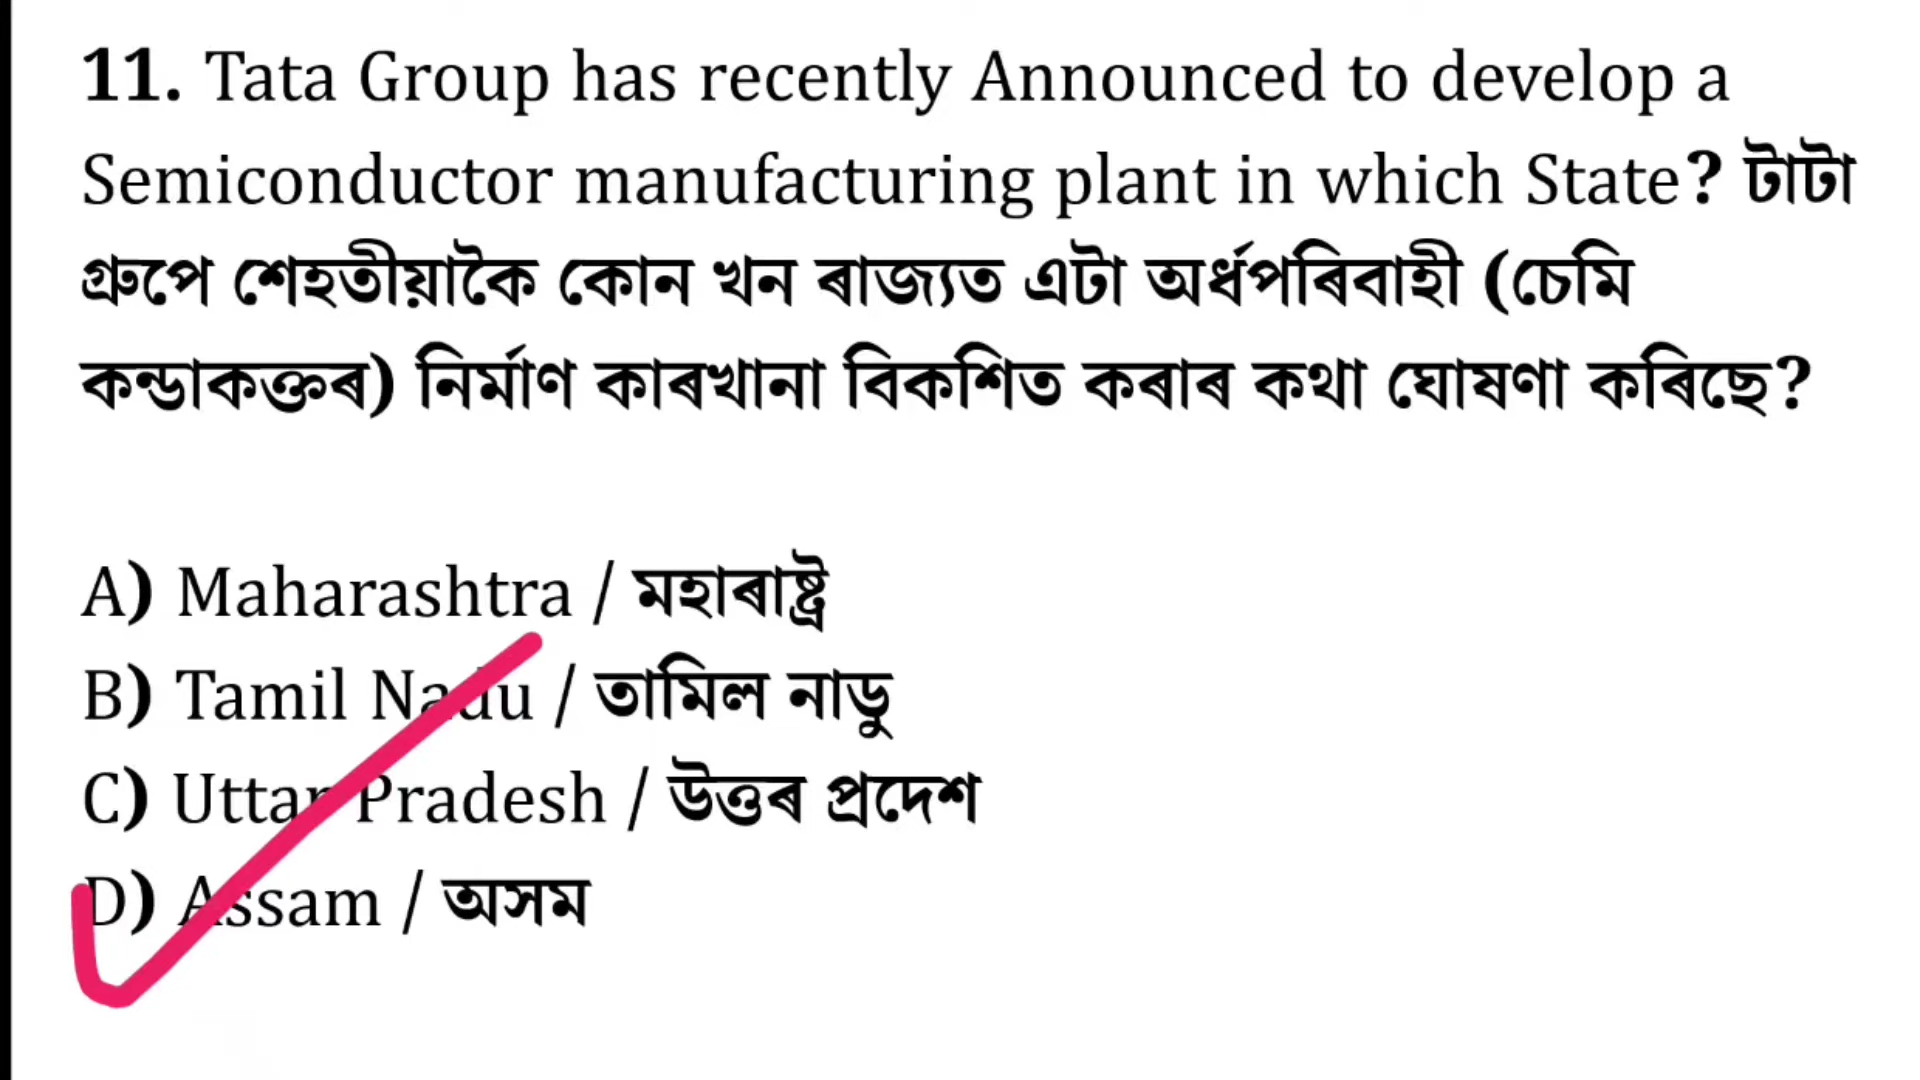 11. Tata Group has recently Announced to develop a
Semiconductor manufacturing plant in which State? টাটা
গ্ৰুপে শেহতীয়াকৈ কোন খন ৰাজ্যত এটা অৰ্ধপৰিবাহী (চেমি
কন্ডাকক্তৰ) নিৰ্মাণ কাৰখানা বিকশিত কৰাৰ কথা ঘোষণা কৰিছে?
A) Maharashtra / মহাৰাষ্ট্ৰ
B) Tamil Nadu / তামিল নাডু
C) Uttar Pradesh / উত্তৰ প্ৰদেশ
D) Assam / অসম